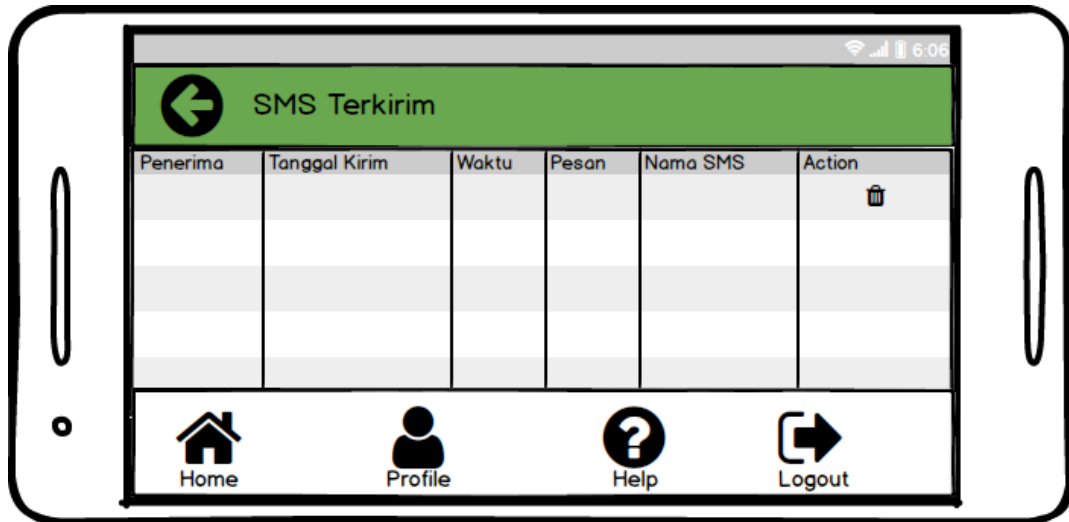 6:06
SMS Terkirim
Penerima Tanggal Kirim Waktu Pesan Nama SMS Action
Home Profile Help Logout